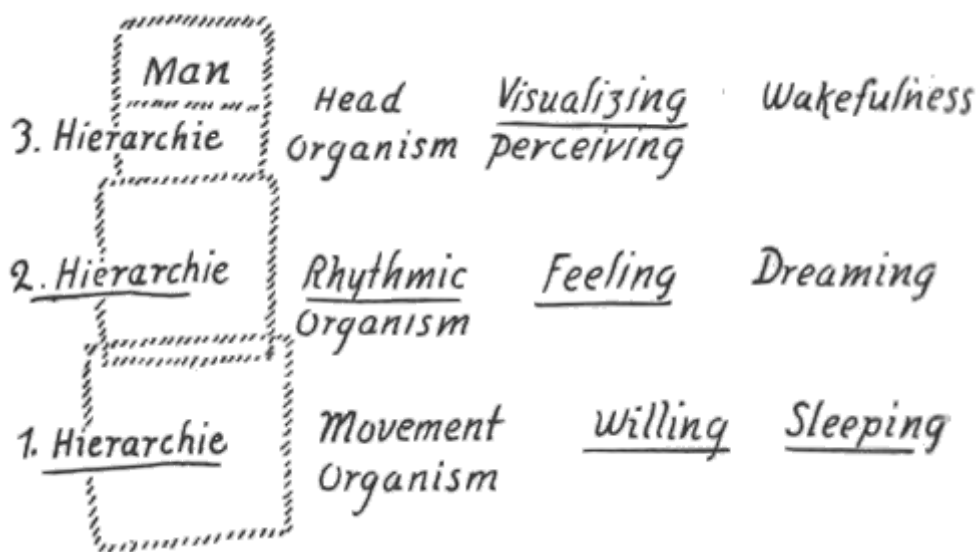 Man
Head Visualizing Wakefulness
3. Hierarchie Organism perceiving
2. Hierarchie Rhythmic Feeling Dreaming
Organism
1. Hierarchie Movement Willing Sleeping
Organism